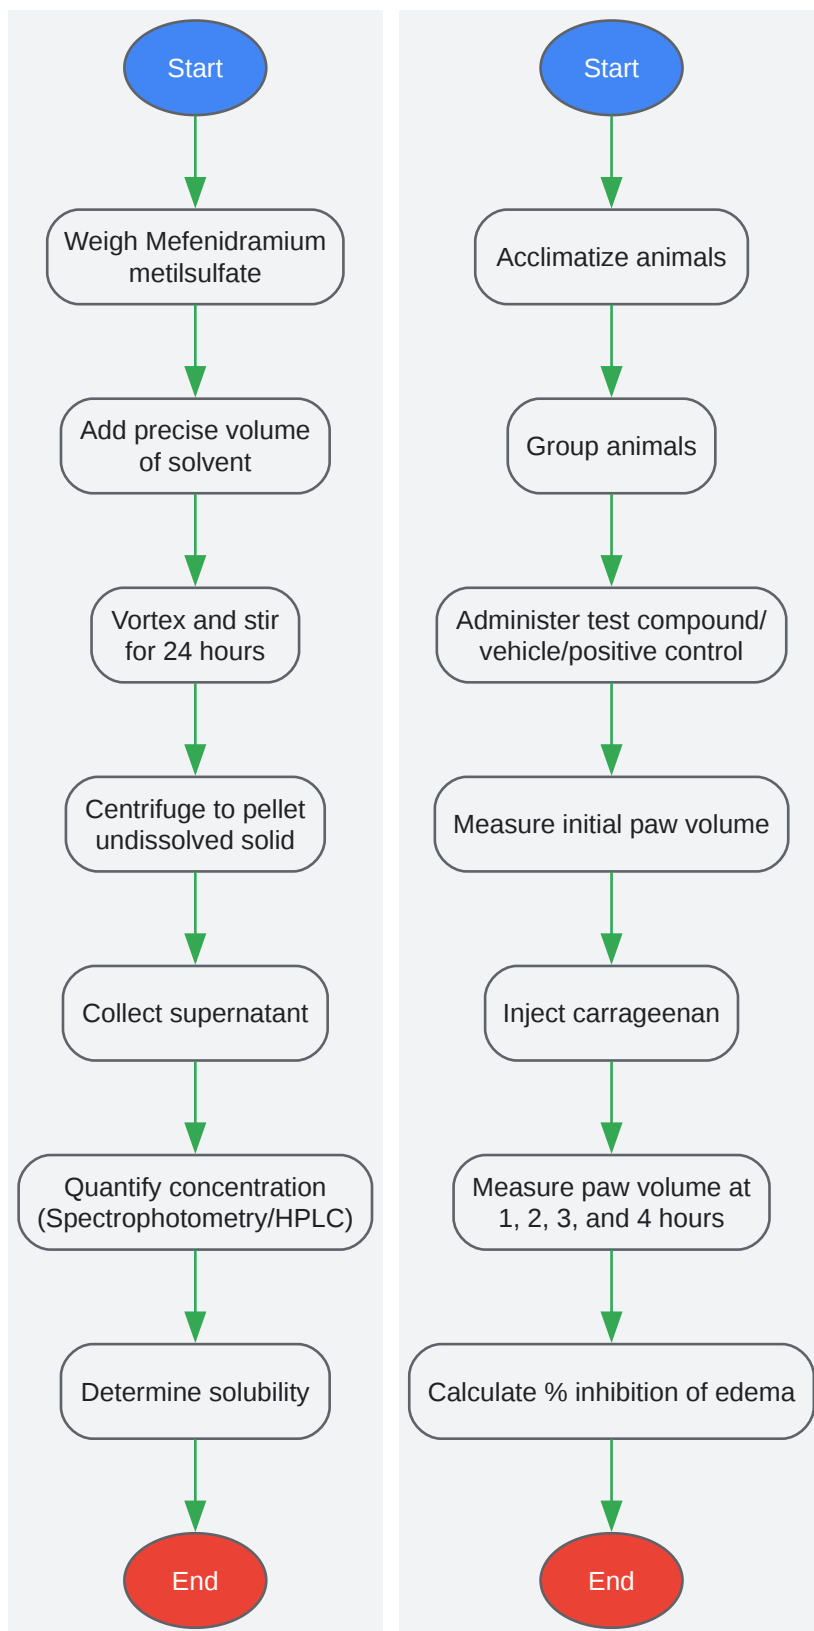 Start
Weigh Mefenidramium
metilsulfate
Add precise volume
of solvent
Vortex and stir
for 24 hours
Centrifuge to pellet
undissolved solid
Collect supernatant
Quantify concentration
(Spectrophotometry/HPLC)
Determine solubility
End
Start
Acclimatize animals
Group animals
Administer test compound/
vehicle/positive control
Measure initial paw volume
Inject carrageenan
Measure paw volume at
1, 2, 3, and 4 hours
Calculate % inhibition of edema
End